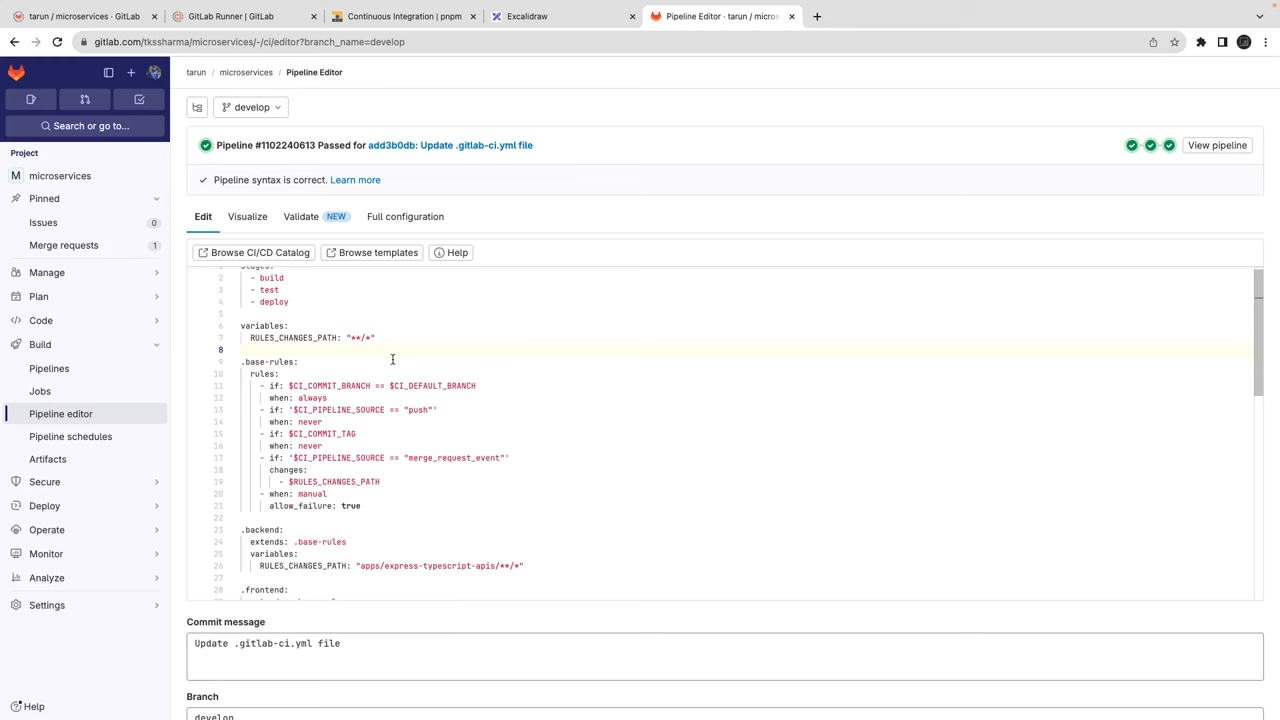 tarun / microservices · GitLab
GitLab Runner | GitLab
Continuous Integration | pnpm
Excalidraw
Pipeline Editor · tarun / micros
gitlab.com/tkssharma/microservices/-/ci/editor?branch_name=develop
tarun / microservices / Pipeline Editor
develop
Search or go to...
Pipeline #1102240613 Passed for add3b0db: Update .gitlab-ci.yml file
View pipeline
Project
M microservices
Pipeline syntax is correct. Learn more
Pinned
Issues 0
Merge requests 1
Manage
Plan
Code
Build
Pipelines
Jobs
Pipeline editor
Pipeline schedules
Artifacts
Secure
Deploy
Operate
Monitor
Analyze
Settings
Help
Edit Visualize Validate NEW Full configuration
Browse CI/CD Catalog Browse templates Help
1 stages:
2 - build
3 - test
4 - deploy
5
6 variables:
7 RULES_CHANGES_PATH: "**/*"
8
9 .base-rules:
10 rules:
11 - if: $CI_COMMIT_BRANCH == $CI_DEFAULT_BRANCH
12 when: always
13 - if: '$CI_PIPELINE_SOURCE == "push"'
14 when: never
15 - if: $CI_COMMIT_TAG
16 when: never
17 - if: '$CI_PIPELINE_SOURCE == "merge_request_event"'
18 changes:
19 - $RULES_CHANGES_PATH
20 - when: manual
21 allow_failure: true
22
23 .backend:
24 extends: .base-rules
25 variables:
26 RULES_CHANGES_PATH: "apps/express-typescript-apis/**/*"
27
28 .frontend:
Commit message
Update .gitlab-ci.yml file
Branch
develop